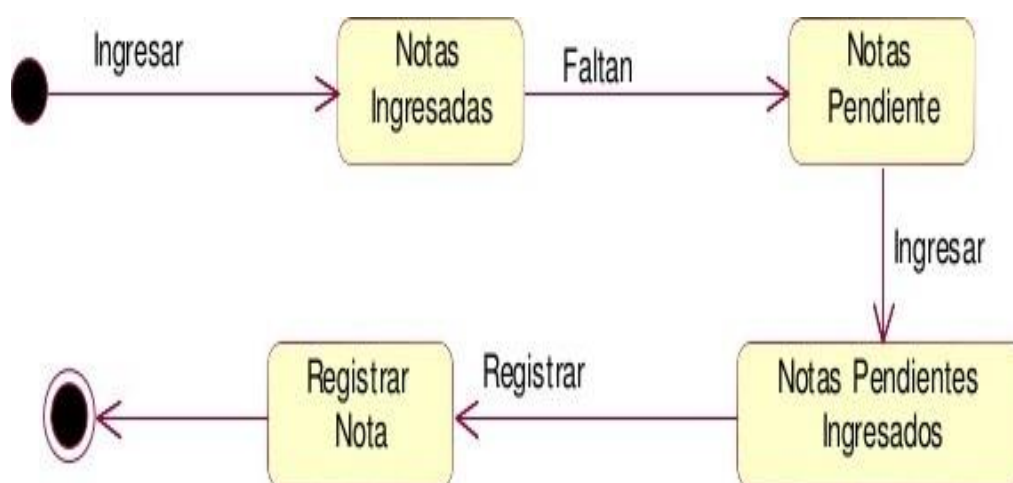 Ingresar
Notas
Ingresadas
Faltan
Notas
Pendiente
Ingresar
Notas Pendientes
Ingresados
Registrar
Registrar
Nota